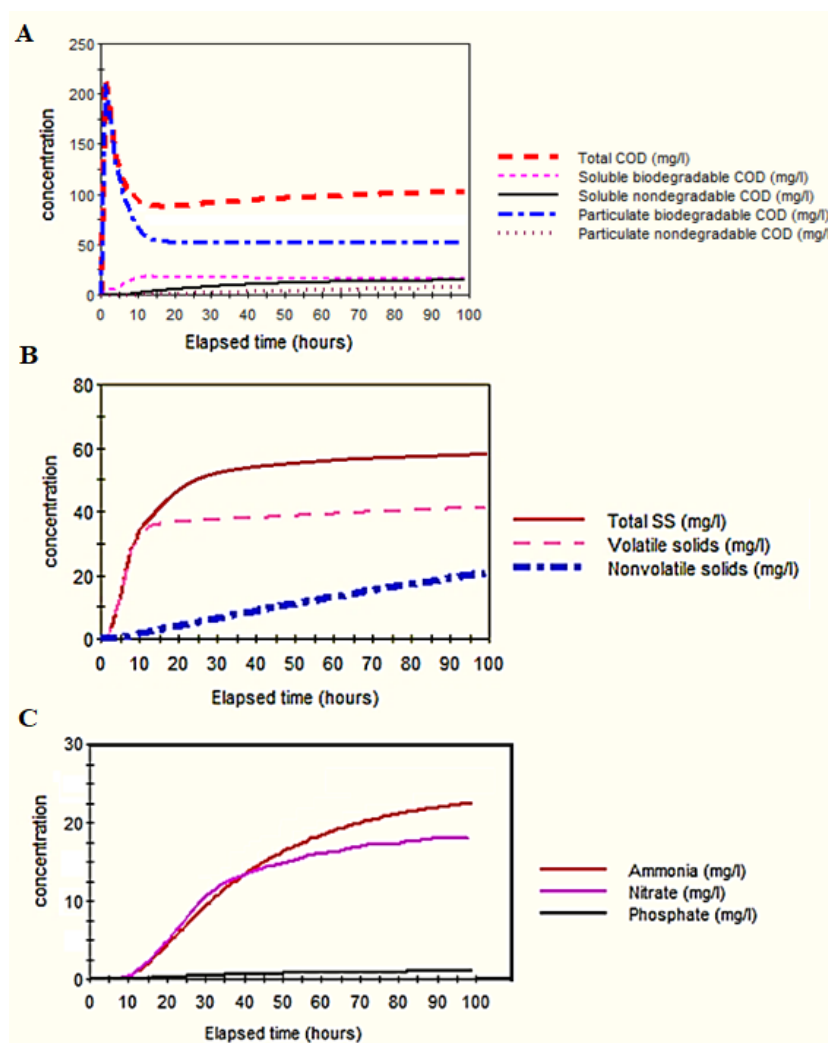 A
250
200
150
100
50
0
concentration
0 10 20 30 40 50 60 70 80 90 100
Elapsed time (hours)
Total COD (mg/l)
Soluble biodegradable COD (mg/l)
Soluble nondegradable COD (mg/l)
Particulate biodegradable COD (mg/l)
Particulate nondegradable COD (mg/l
B
80
60
40
20
0
concentration
0 10 20 30 40 50 60 70 80 90 100
Elapsed time (hours)
Total SS (mg/l)
Volatile solids (mg/l)
Nonvolatile solids (mg/l)
C
30
20
10
0
concentration
0 10 20 30 40 50 60 70 80 90 100
Elapsed time (hours)
Ammonia (mg/l)
Nitrate (mg/l)
Phosphate (mg/l)